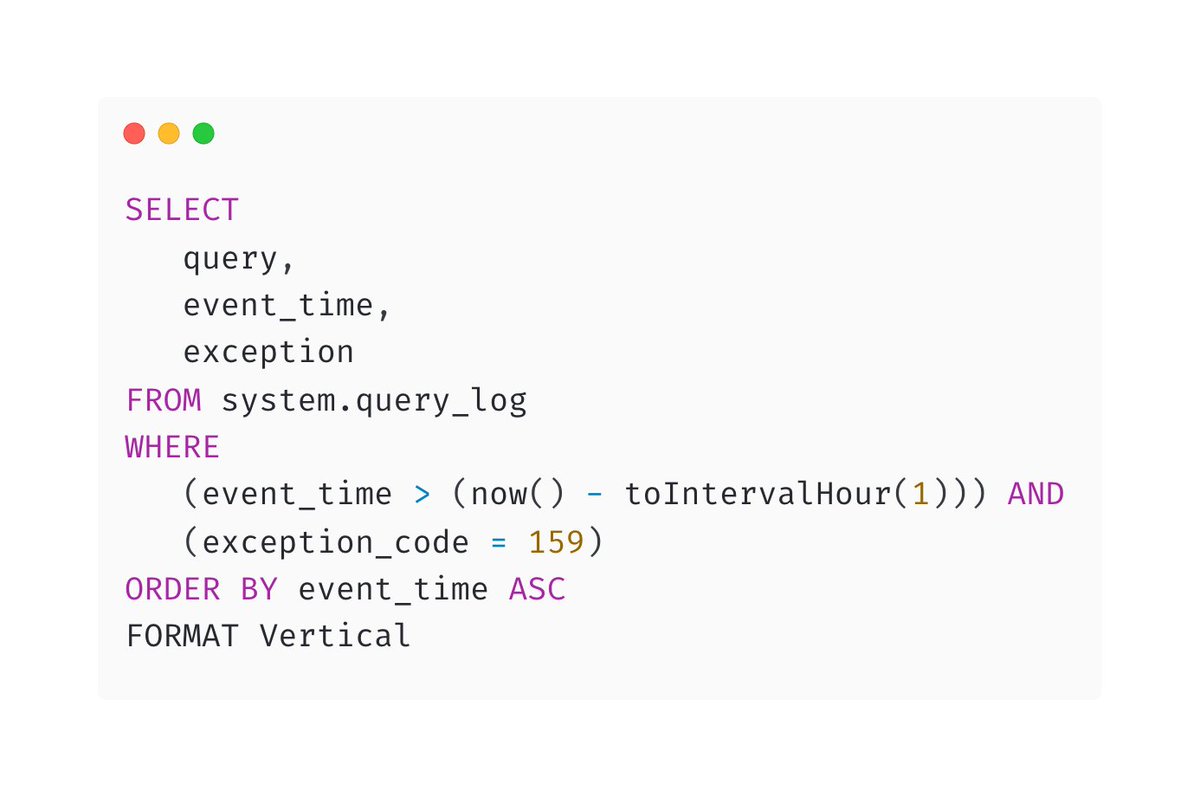 SELECT
   query,
   event_time,
   exception
FROM system.query_log
WHERE
   (event_time > (now() - toIntervalHour(1))) AND
   (exception_code = 159)
ORDER BY event_time ASC
FORMAT Vertical